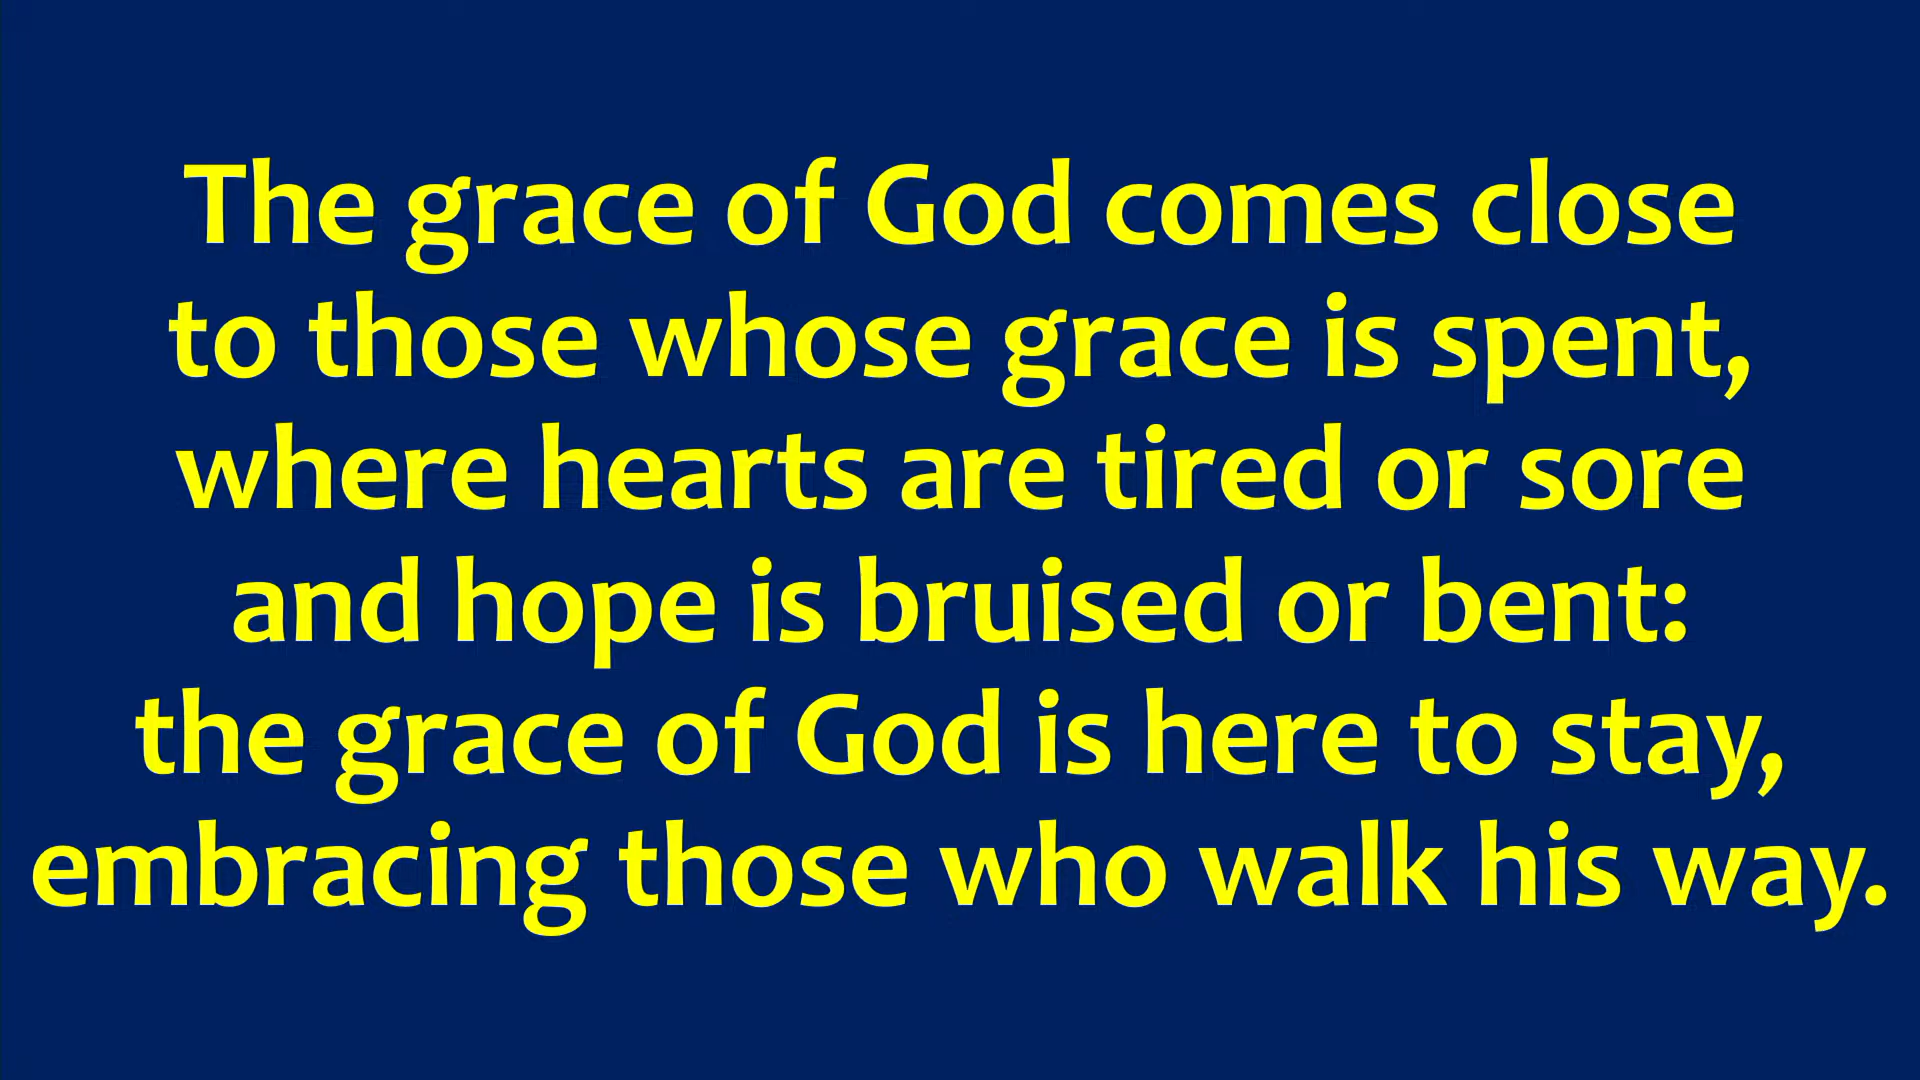 The grace of God comes close
to those whose grace is spent,
where hearts are tired or sore
and hope is bruised or bent:
the grace of God is here to stay,
embracing those who walk his way.